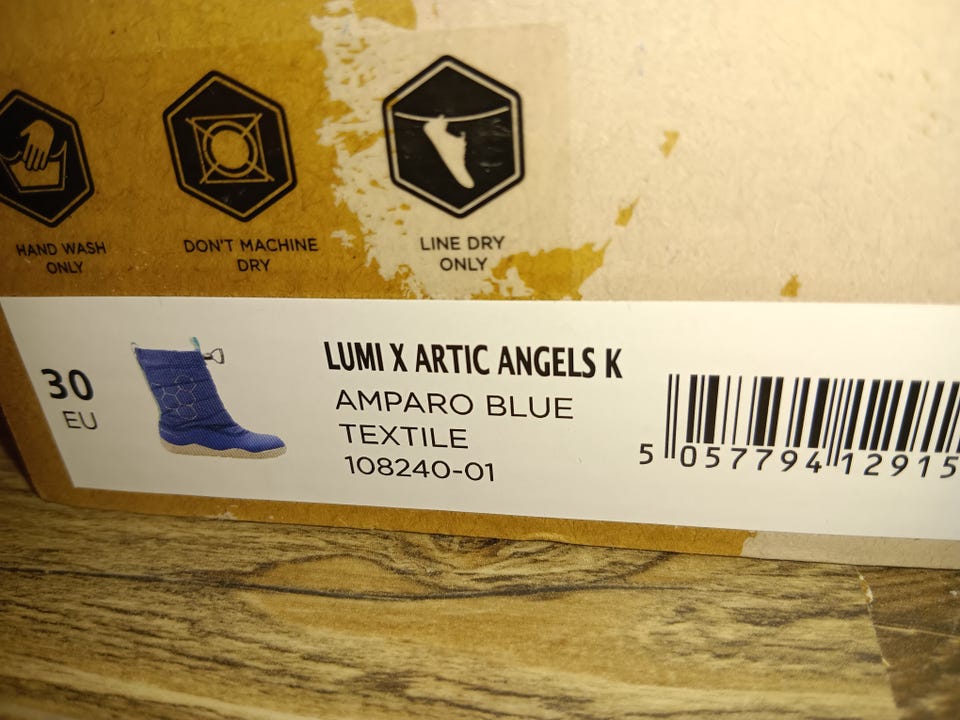 HAND WASH
ONLY
DON'T MACHINE
DRY
LINE DRY
ONLY
30
EU
LUMI X ARTIC ANGELS K
AMPARO BLUE
TEXTILE
108240-01
5 057794 12915